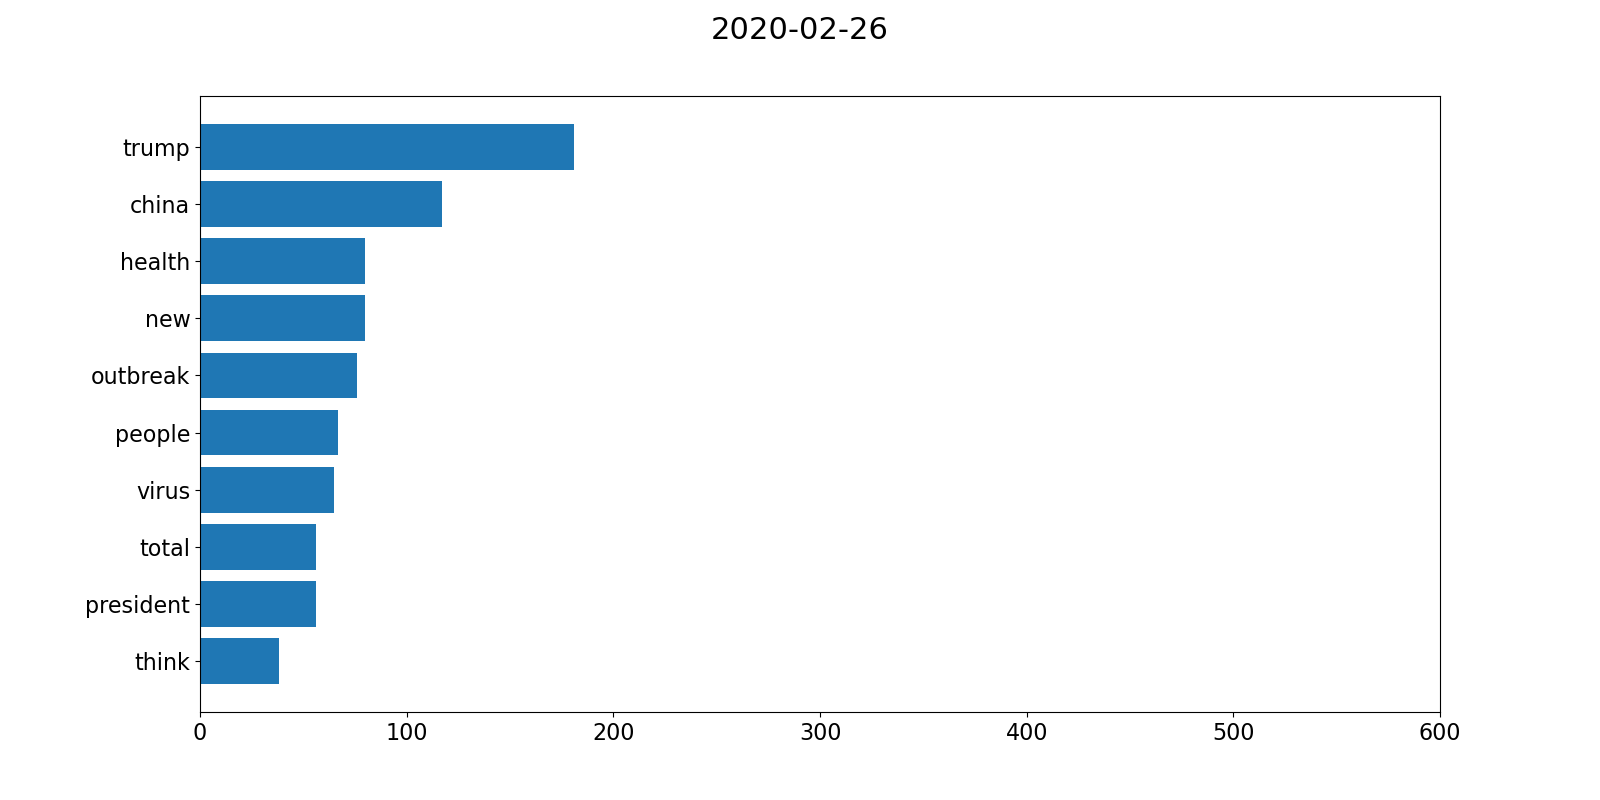 2020-02-26
trump
china
health
new
outbreak
people
virus
total
president
think
0 100 200 300 400 500 600